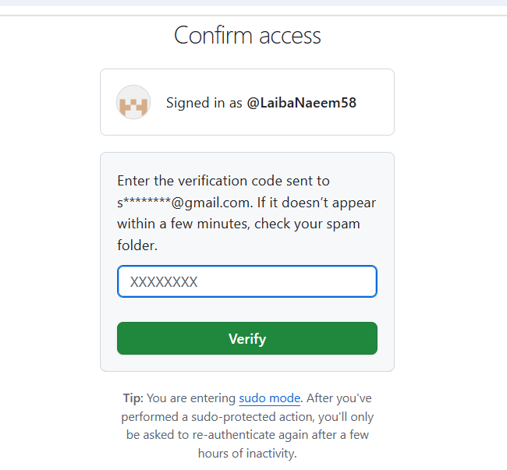 Confirm access
Signed in as @LaibaNaeem58
Enter the verification code sent to
s********@gmail.com. If it doesn't appear
within a few minutes, check your spam
folder.
XXXXXXXX
Verify
Tip: You are entering sudo mode. After you've
performed a sudo-protected action, you'll only
be asked to re-authenticate again after a few
hours of inactivity.